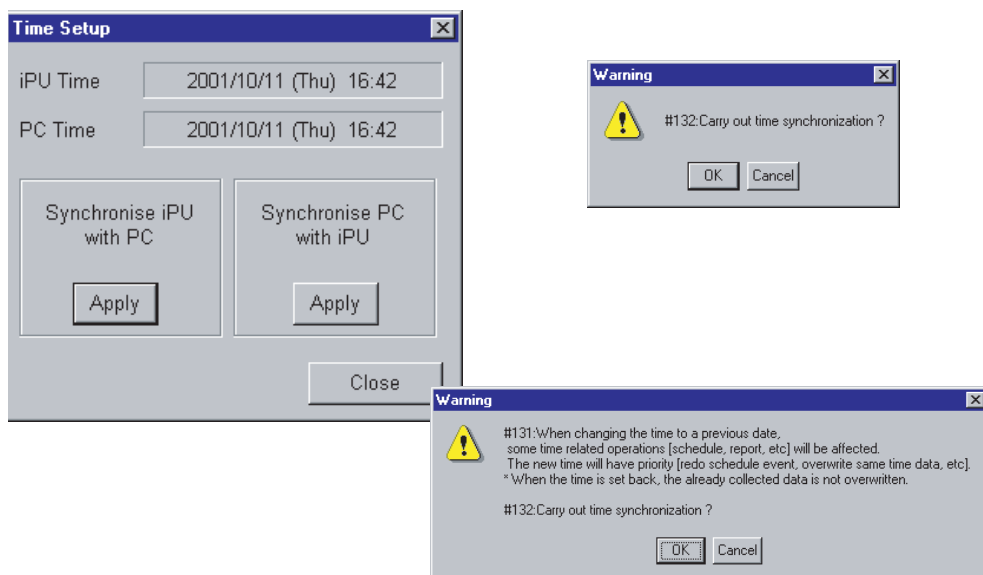 Time Setup
iPU Time 2001/10/11 (Thu) 16:42
PC Time 2001/10/11 (Thu) 16:42
Synchronise iPU
with PC
Apply
Synchronise PC
with iPU
Apply
Close
Warning
#132:Carry out time synchronization ?
OK Cancel
Warning
#131:When changing the time to a previous date,
some time related operations [schedule, report, etc] will be affected.
The new time will have priority [redo schedule event, overwrite same time data, etc].
* When the time is set back, the already collected data is not overwritten.
#132:Carry out time synchronization ?
OK Cancel